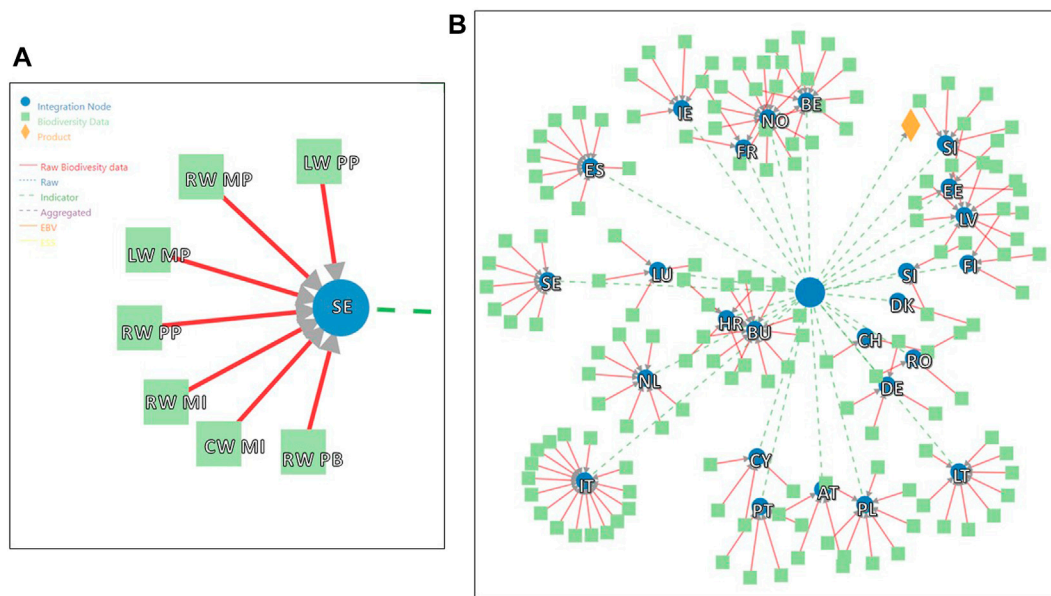 A
Integration Node
Biodiversity Data
Product
Raw Biodivesity data
Raw
Indicator
Aggregated
EBV
LW PP
RW MP
LW MP
SE
RW PP
RW MI
CW MI
RW PB
B
IE
NO
BE
FR
SI
ES
EE
LV
SE
LU
SI
FI
DK
HR
BU
CH
RO
NL
DE
CY
IT
AT
LT
PT
PL